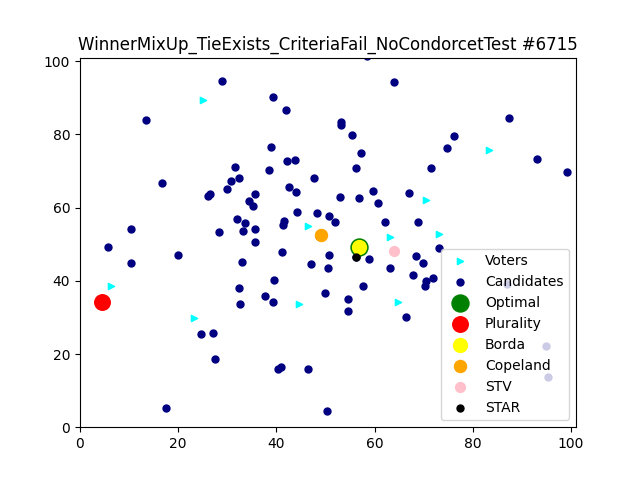 WinnerMixUp_TieExists_CriteriaFail_NoCondorcetTest #6715
100
80
60
40
20
0
0 20 40 60 80 100
Voters
Candidates
Optimal
Plurality
Borda
Copeland
STV
STAR